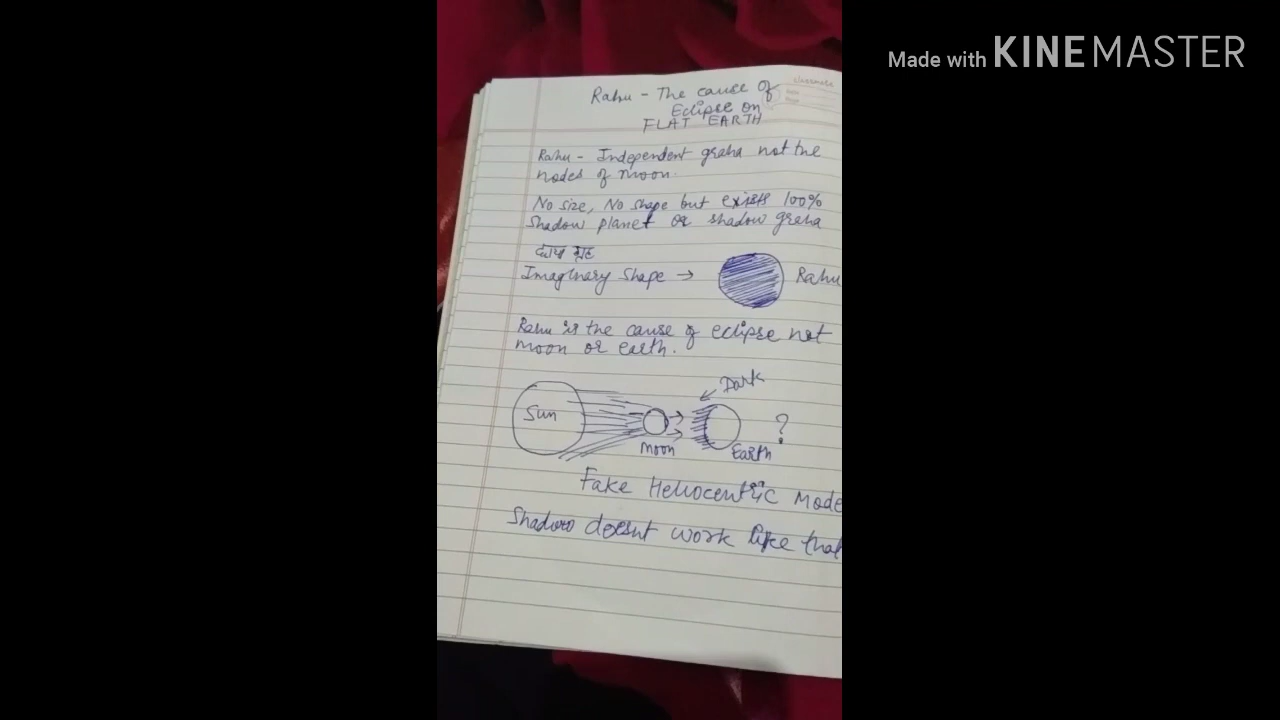 Made with KINEMASTER
Rahu - The cause of
Eclipse on
FLAT EARTH
Rahu - Independent graha not the
nodes of moon.
No size, No shape but exists 100%
Shadow planet or shadow graha
छाया ग्रह
Imaginary Shape → Rahu
Rahu is the cause of eclipse not
moon or earth.
Dark
Sun
?
Moon Earth
Fake Heliocentric Mode
Shadow doesnt work like that